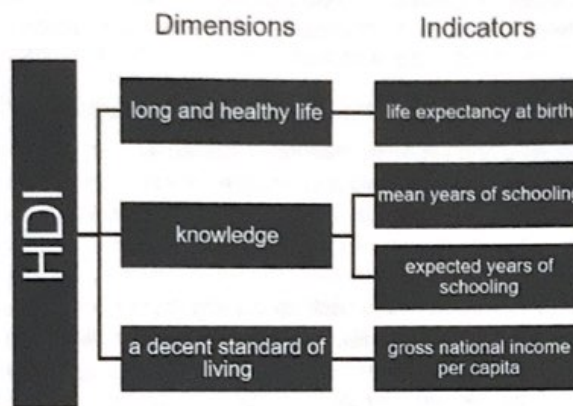 Dimensions
Indicators
HDI
long and healthy life
life expectancy at birth
knowledge
mean years of schooling
expected years of
schooling
a decent standard of
living
gross national income
per capita